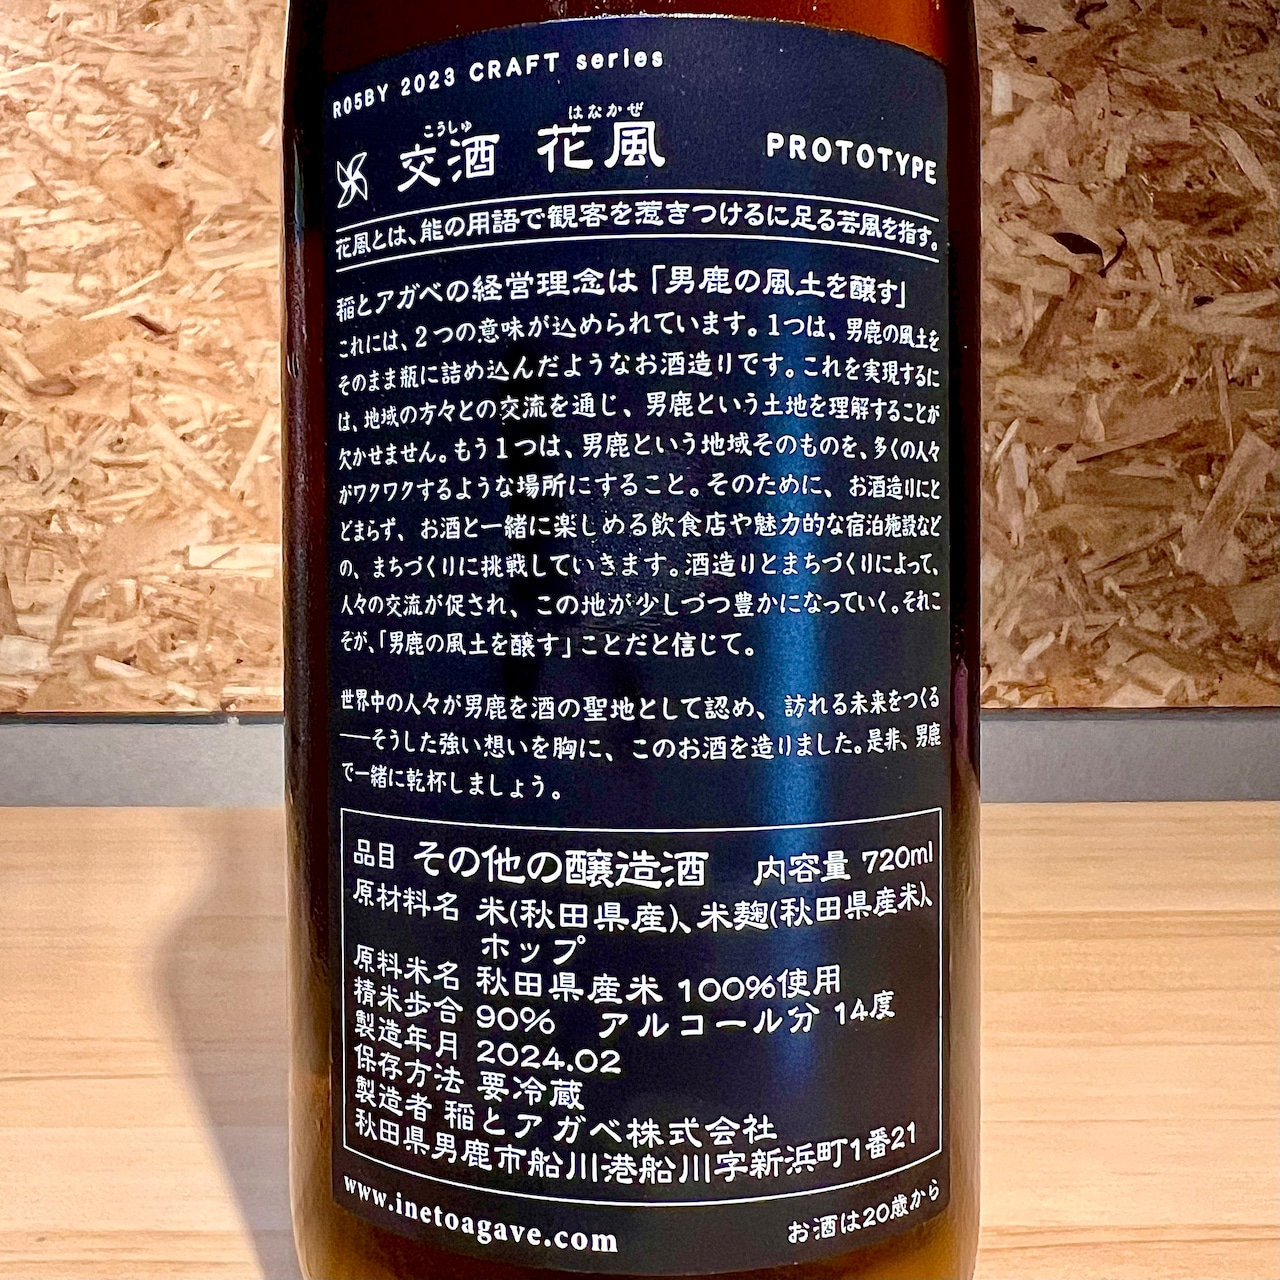 R05BY 2023 CRAFT series
こうしゅ はなかぜ
交酒 花風 PROTOTYPE
花風とは、能の用語で観客を惹きつけるに足る芸風を指す。
稲とアガベの経営理念は「男鹿の風土を醸す」
これには、2つの意味が込められています。1つは、男鹿の風土を
そのまま瓶に詰め込んだようなお酒造りです。これを実現するに
は、地域の方々との交流を通じ、男鹿という土地を理解することが
欠かせません。もう1つは、男鹿という地域そのものを、多くの人々
がワクワクするような場所にすること。そのために、お酒造りにと
どまらず、お酒と一緒に楽しめる飲食店や魅力的な宿泊施設など
の、まちづくりに挑戦していきます。酒造りとまちづくりによって、
人々の交流が促され、この地が少しづつ豊かになっていく。それこ
そが、「男鹿の風土を醸す」ことだと信じて。
世界中の人々が男鹿を酒の聖地として認め、訪れる未来をつくる
──そうした強い想いを胸に、このお酒を造りました。是非、男鹿
で一緒に乾杯しましょう。
品目 その他の醸造酒 内容量 720ml
原材料名 米(秋田県産)、米麹(秋田県産米)、
ホップ
原料米名 秋田県産米 100%使用
精米歩合 90% アルコール分 14度
製造年月 2024.02
保存方法 要冷蔵
製造者 稲とアガベ株式会社
秋田県男鹿市船川港船川字新浜町1番21
www.inetoagave.com お酒は20歳から